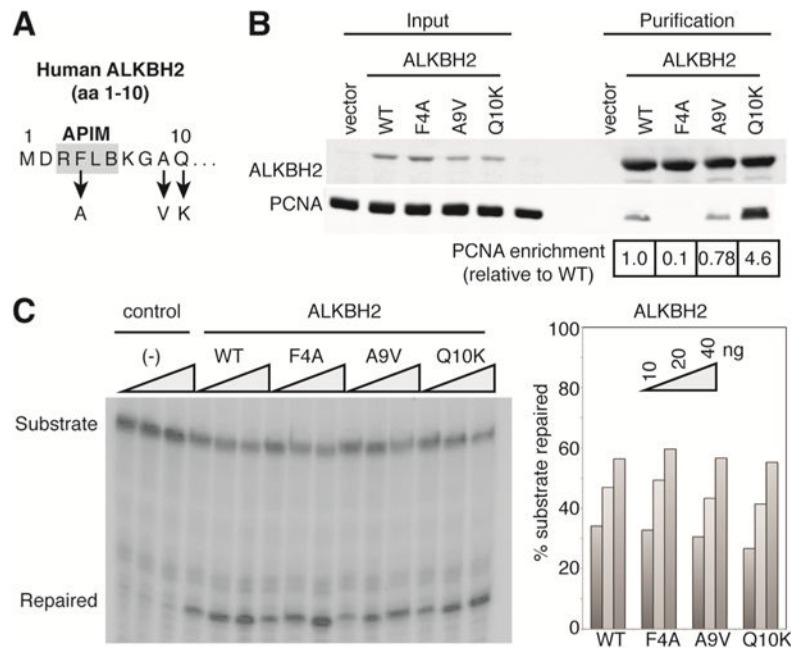 A
Human ALKBH2
(aa 1-10)
1 APIM 10
M D R F L B K G A Q ...
A V K
B
Input Purification
ALKBH2 ALKBH2
vector WT F4A A9V Q10K vector WT F4A A9V Q10K
ALKBH2
PCNA
PCNA enrichment
(relative to WT)
1.0 0.1 0.78 4.6
C
control ALKBH2
(-) WT F4A A9V Q10K
Substrate
Repaired
ALKBH2
10 20 40 ng
% substrate repaired
100
80
60
40
20
0
WT F4A A9V Q10K